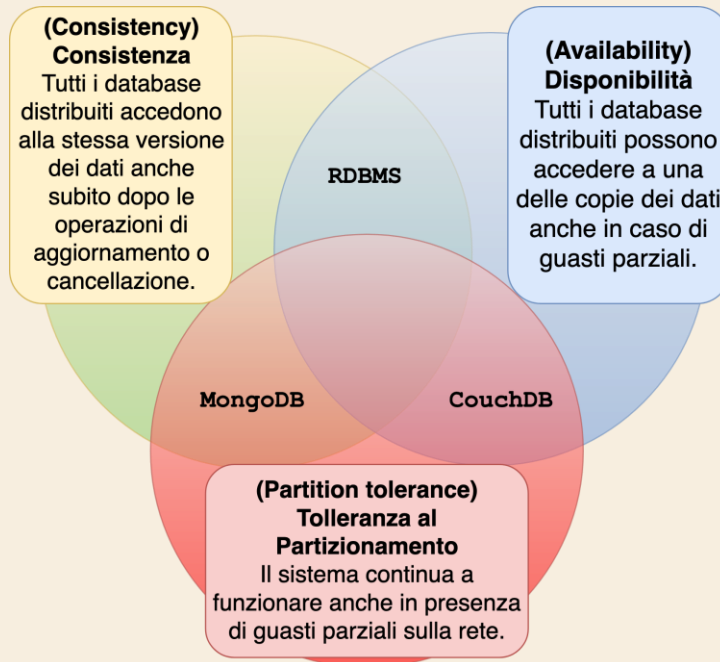 (Consistency)
Consistenza
Tutti i database
distribuiti accedono
alla stessa versione
dei dati anche
subito dopo le
operazioni di
aggiornamento o
cancellazione.
(Availability)
Disponibilità
Tutti i database
distribuiti possono
accedere a una
delle copie dei dati
anche in caso di
guasti parziali.
RDBMS
MongoDB
CouchDB
(Partition tolerance)
Tolleranza al
Partizionamento
Il sistema continua a
funzionare anche in presenza
di guasti parziali sulla rete.